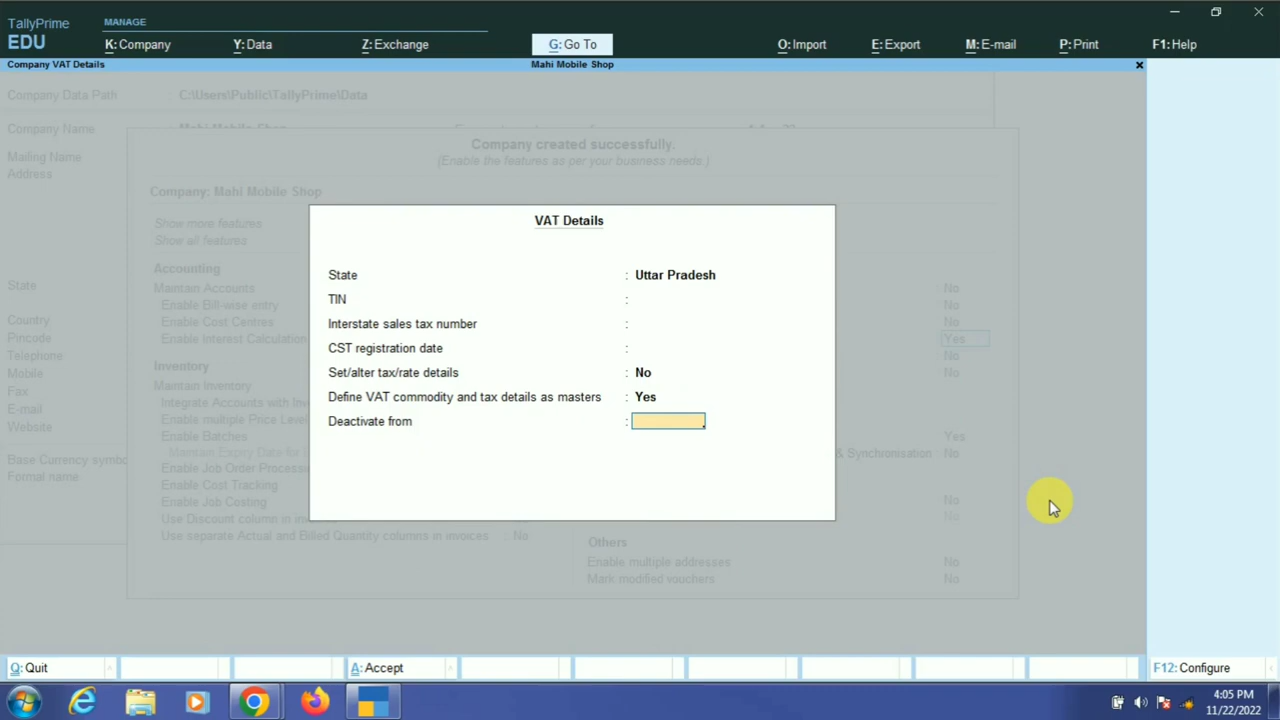 TallyPrime
EDU
MANAGE
K: Company
Y: Data
Z: Exchange
G: Go To
O: Import
E: Export
M: E-mail
P: Print
F1: Help
Company VAT Details
Mahi Mobile Shop
Company Data Path
C:\Users\Public\TallyPrime\Data
Company Name
Mailing Name
Address
State
Country
Pincode
Telephone
Mobile
Fax
E-mail
Website
Base Currency symbo
Formal name
Company created successfully.
(Enable the features as per your business needs.)
Company: Mahi Mobile Shop
Show more features
Show all features
Accounting
Maintain Accounts
Enable Bill-wise entry
Enable Cost Centres
Enable Interest Calculation
Inventory
Maintain Inventory
Integrate Accounts with Inv
Enable multiple Price Level
Enable Batches
Maintain Expiry Date for
Enable Job Order Processi
Enable Cost Tracking
Enable Job Costing
Use Discount column in inv
Use separate Actual and Billed Quantity columns in invoices : No
No
No
No
Yes
No
No
Yes
& Synchronisation No
No
No
Others
Enable multiple addresses No
Mark modified vouchers No
VAT Details
State : Uttar Pradesh
TIN :
Interstate sales tax number :
CST registration date :
Set/alter tax/rate details : No
Define VAT commodity and tax details as masters : Yes
Deactivate from :
Q: Quit
A: Accept
F12: Configure
4:05 PM
11/22/2022